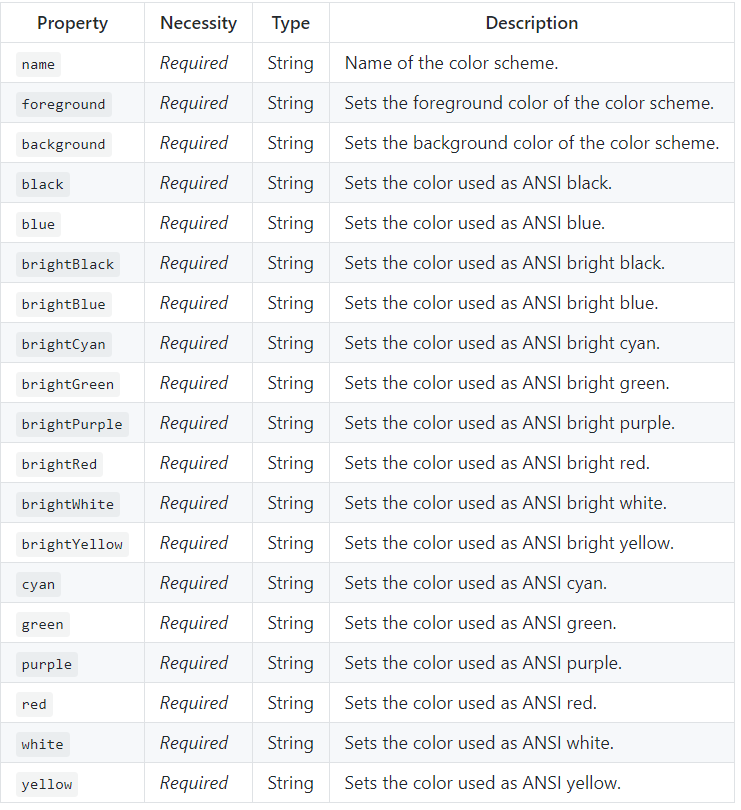 Property Necessity Type Description
name Required String Name of the color scheme.
foreground Required String Sets the foreground color of the color scheme.
background Required String Sets the background color of the color scheme.
black Required String Sets the color used as ANSI black.
blue Required String Sets the color used as ANSI blue.
brightBlack Required String Sets the color used as ANSI bright black.
brightBlue Required String Sets the color used as ANSI bright blue.
brightCyan Required String Sets the color used as ANSI bright cyan.
brightGreen Required String Sets the color used as ANSI bright green.
brightPurple Required String Sets the color used as ANSI bright purple.
brightRed Required String Sets the color used as ANSI bright red.
brightWhite Required String Sets the color used as ANSI bright white.
brightYellow Required String Sets the color used as ANSI bright yellow.
cyan Required String Sets the color used as ANSI cyan.
green Required String Sets the color used as ANSI green.
purple Required String Sets the color used as ANSI purple.
red Required String Sets the color used as ANSI red.
white Required String Sets the color used as ANSI white.
yellow Required String Sets the color used as ANSI yellow.